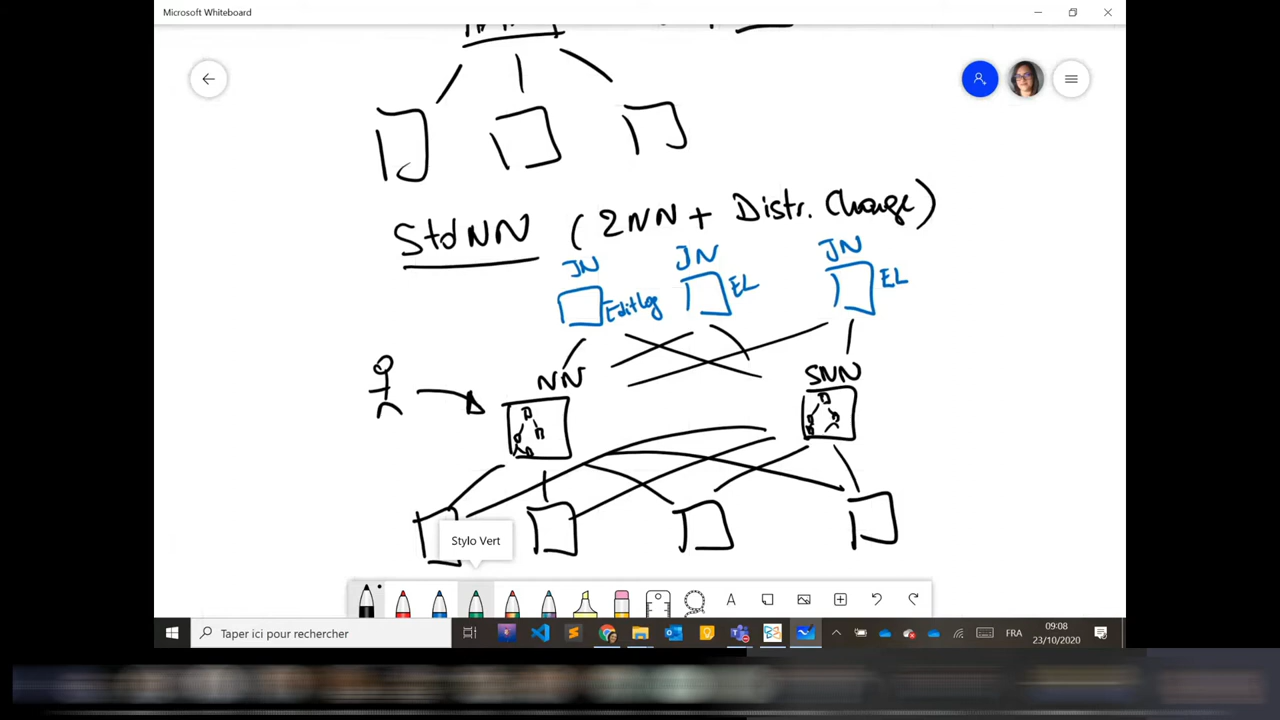 Microsoft Whiteboard
StdNN (2NN + Distr. Change)
JN JN JN
EditLog EL EL
NN SNN
Stylo Vert
A
Taper ici pour rechercher
FRA
09:08
23/10/2020